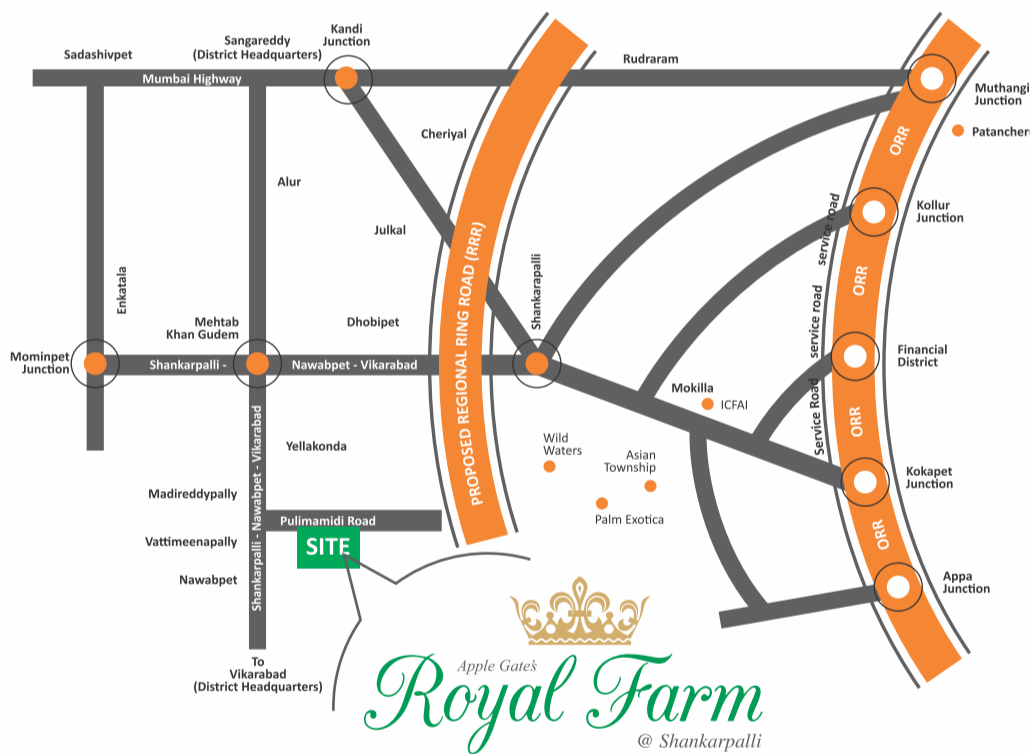 Kandi
Junction
Sangareddy
(District Headquarters)
Sadashivpet
Mumbai Highway
Rudraram
Muthangi
Junction
Patancheru
Cheriyal
ORR
Alur
Julkal
Kollur
Junction
service road
PROPOSED REGIONAL RING ROAD (RRR)
Shankarapalli
Enkatala
ORR
service road
Mehtab
Khan Gudem
Dhobipet
Mominpet
Junction
Shankarpalli -
Nawabpet - Vikarabad
Financial
District
Mokilla
ICFAI
Service Road
ORR
Yellakonda
Wild
Waters
Asian
Township
Kokapet
Junction
Madireddypally
Shankarpalli - Nawabpet - Vikarabad
Pulimamidi Road
Palm Exotica
SITE
Vattimeenapally
ORR
Nawabpet
Appa
Junction
To
Vikarabad
(District Headquarters)
Apple Gate's
Royal Farm
@ Shankarpalli